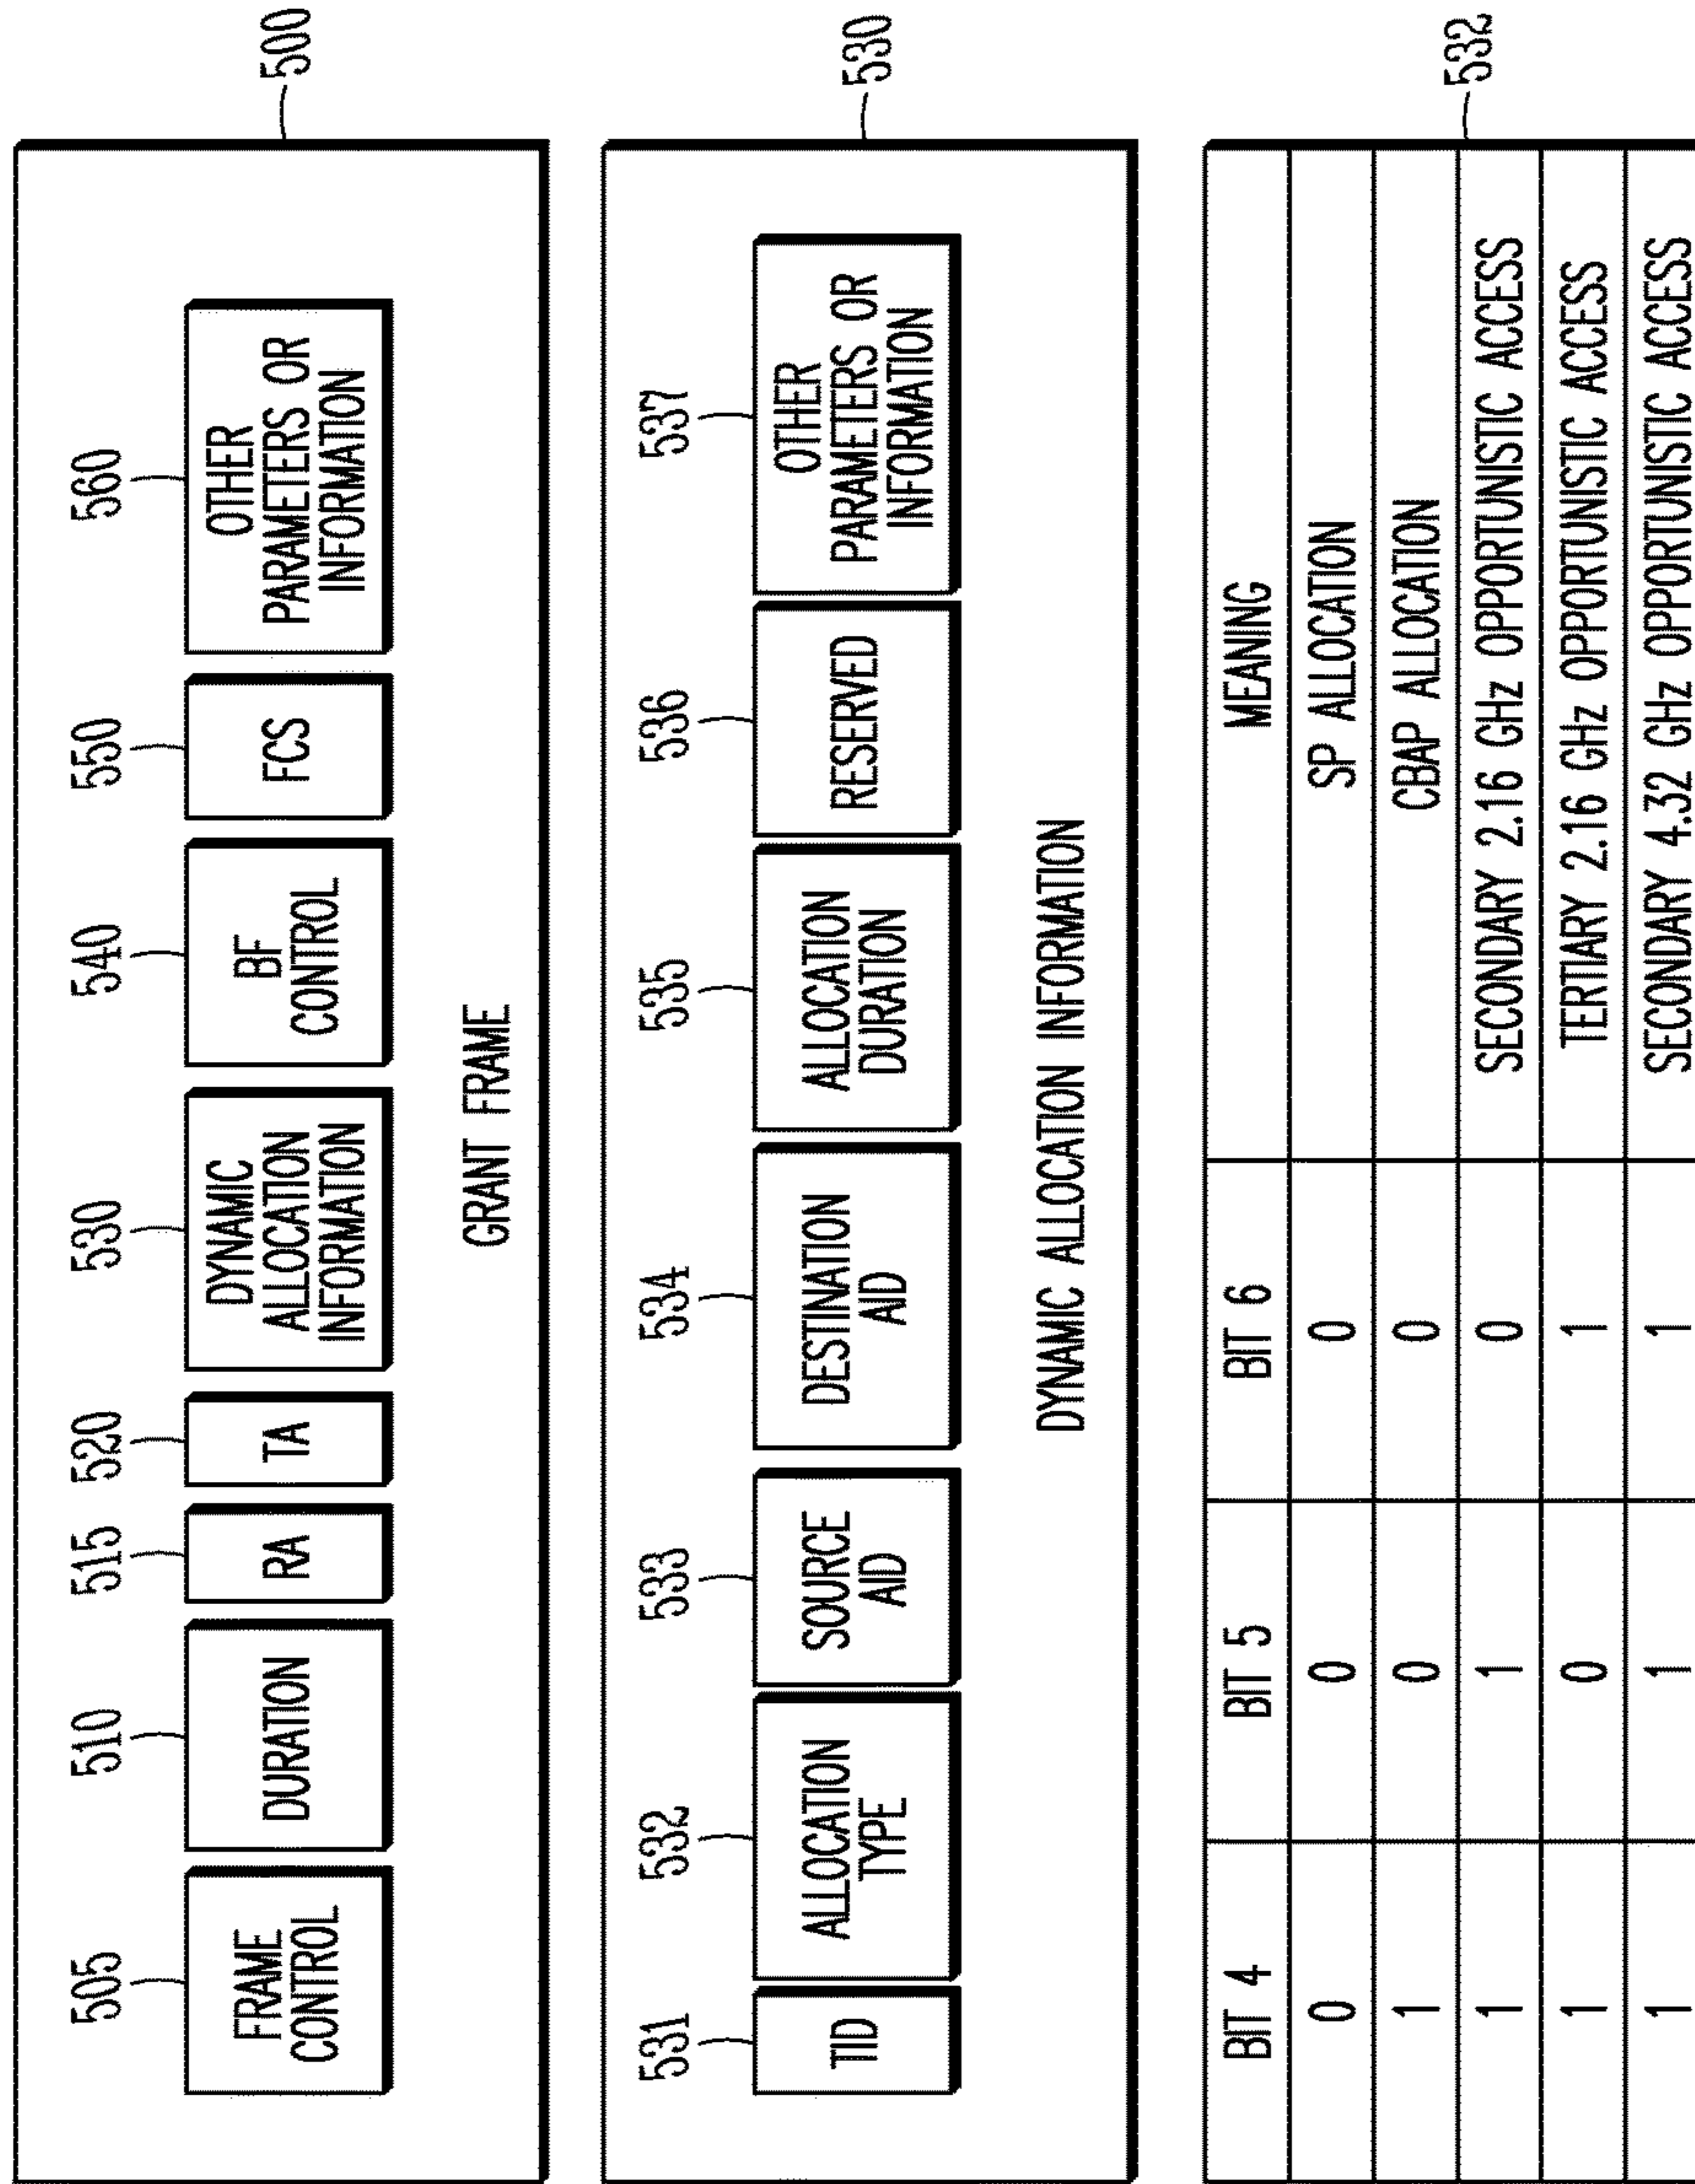 505 510 515 520 530 540 550 560
FRAME
CONTROL
DURATION
RA
TA
DYNAMIC
ALLOCATION
INFORMATION
BF
CONTROL
FCS
OTHER
PARAMETERS OR
INFORMATION
500
GRANT FRAME
531 532 533 534 535 536 537
TID
ALLOCATION
TYPE
SOURCE
AID
DESTINATION
AID
ALLOCATION
DURATION
RESERVED
OTHER
PARAMETERS OR
INFORMATION
530
DYNAMIC ALLOCATION INFORMATION
BIT 4 BIT 5 BIT 6 MEANING
0 0 0 SP ALLOCATION
1 0 0 CBAP ALLOCATION
1 1 0 SECONDARY 2.16 GHz OPPORTUNISTIC ACCESS
532
1 0 1 TERTIARY 2.16 GHz OPPORTUNISTIC ACCESS
1 1 1 SECONDARY 4.32 GHz OPPORTUNISTIC ACCESS